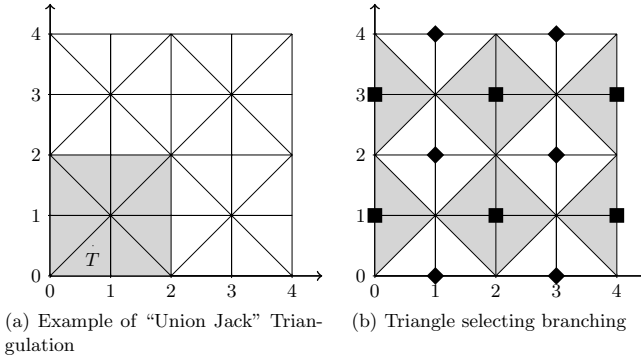 4
3
2
1
0
0 1 2 3 4
T
4
3
2
1
0
0 1 2 3 4
(a) Example of “Union Jack” Trian-
gulation
(b) Triangle selecting branching